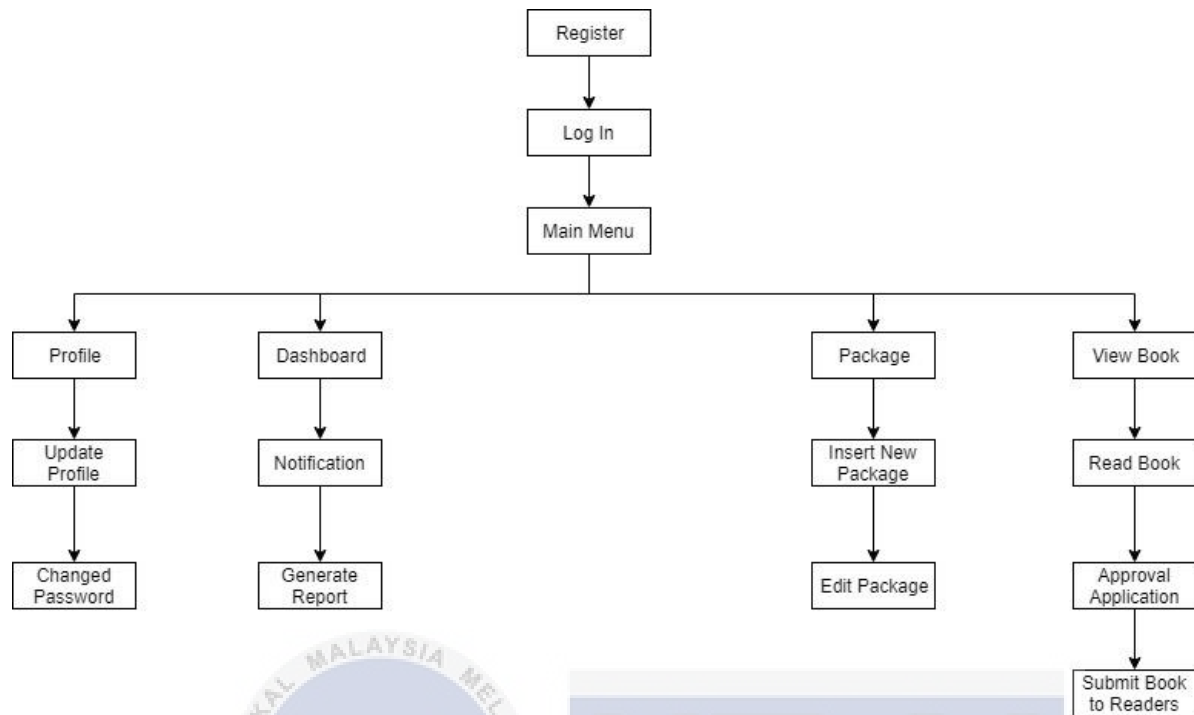 Register
Log In
Main Menu
Profile
Dashboard
Package
View Book
Update
Profile
Notification
Insert New
Package
Read Book
Changed
Password
Generate
Report
Edit Package
Approval
Application
Submit Book
to Readers
MALAYSIA